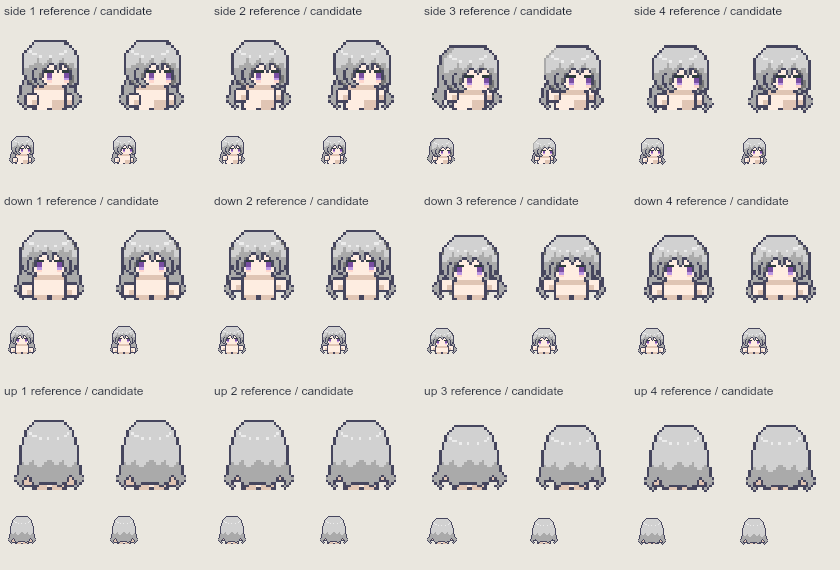 side 1 reference / candidate
side 2 reference / candidate
side 3 reference / candidate
side 4 reference / candidate
down 1 reference / candidate
down 2 reference / candidate
down 3 reference / candidate
down 4 reference / candidate
up 1 reference / candidate
up 2 reference / candidate
up 3 reference / candidate
up 4 reference / candidate